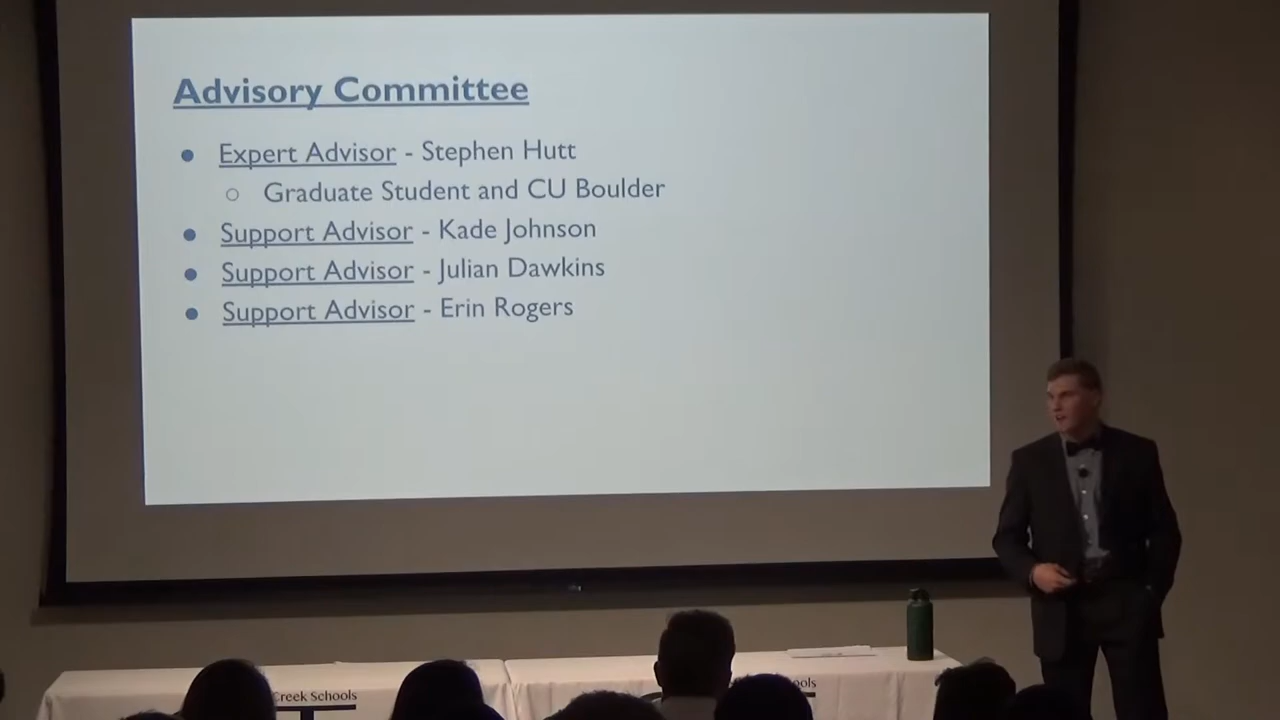 Advisory Committee
● Expert Advisor - Stephen Hutt
○ Graduate Student and CU Boulder
● Support Advisor - Kade Johnson
● Support Advisor - Julian Dawkins
● Support Advisor - Erin Rogers
Creek Schools